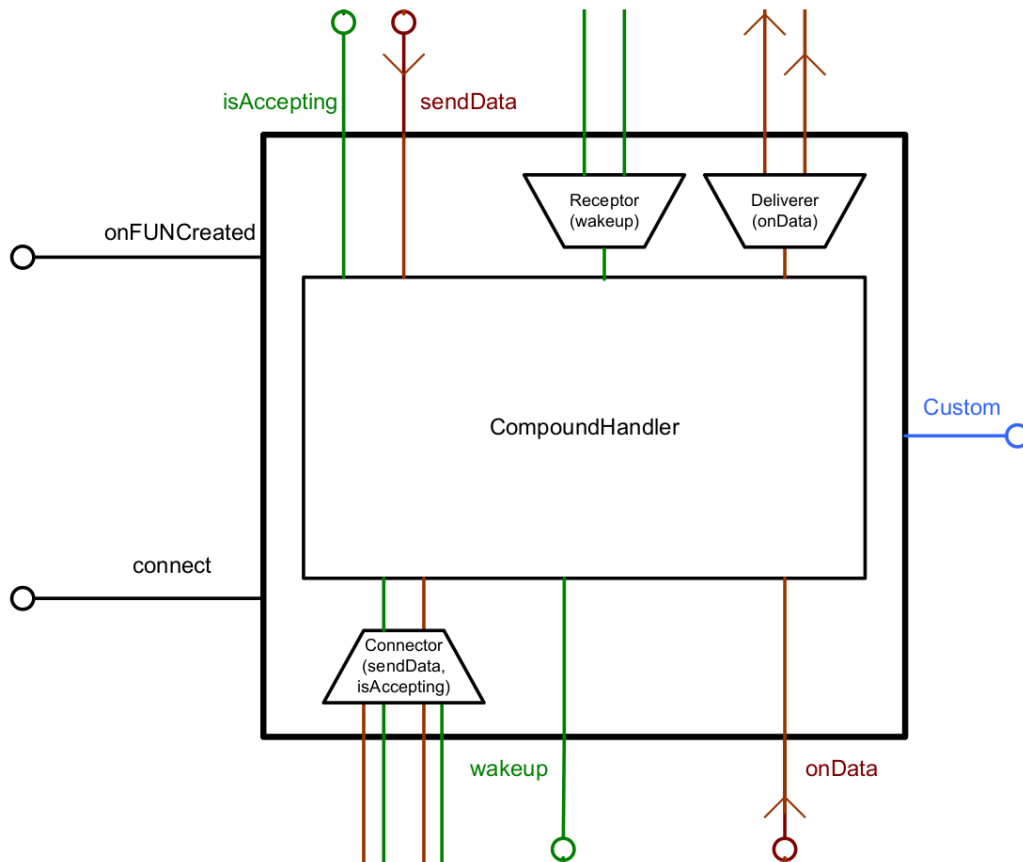 isAccepting
sendData
Receptor
(wakeup)
Deliverer
(onData)
onFUNCreated
Custom
CompoundHandler
connect
Connector
(sendData,
isAccepting)
wakeup
onData